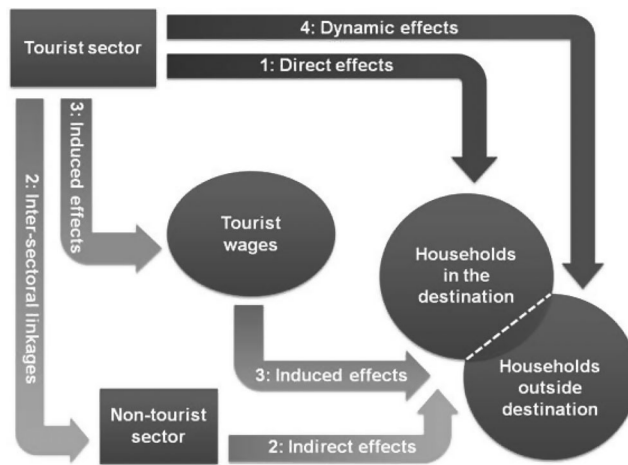 4: Dynamic effects
Tourist sector
1: Direct effects
3: Induced effects
2: Inter-sectoral linkages
Tourist
wages
Households
in the
destination
3: Induced effects
Households
outside
destination
Non-tourist
sector
2: Indirect effects